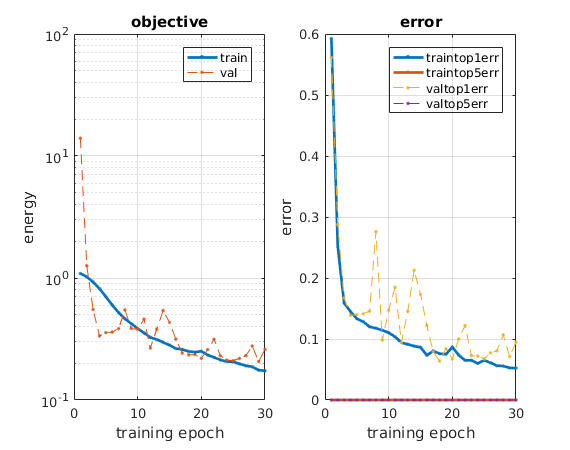 objective
energy
10^2
10^1
10^0
10^-1
0
10
20
30
training epoch
train
val
error
error
0.6
0.5
0.4
0.3
0.2
0.1
0
0
10
20
30
training epoch
traintop1err
traintop5err
valtop1err
valtop5err